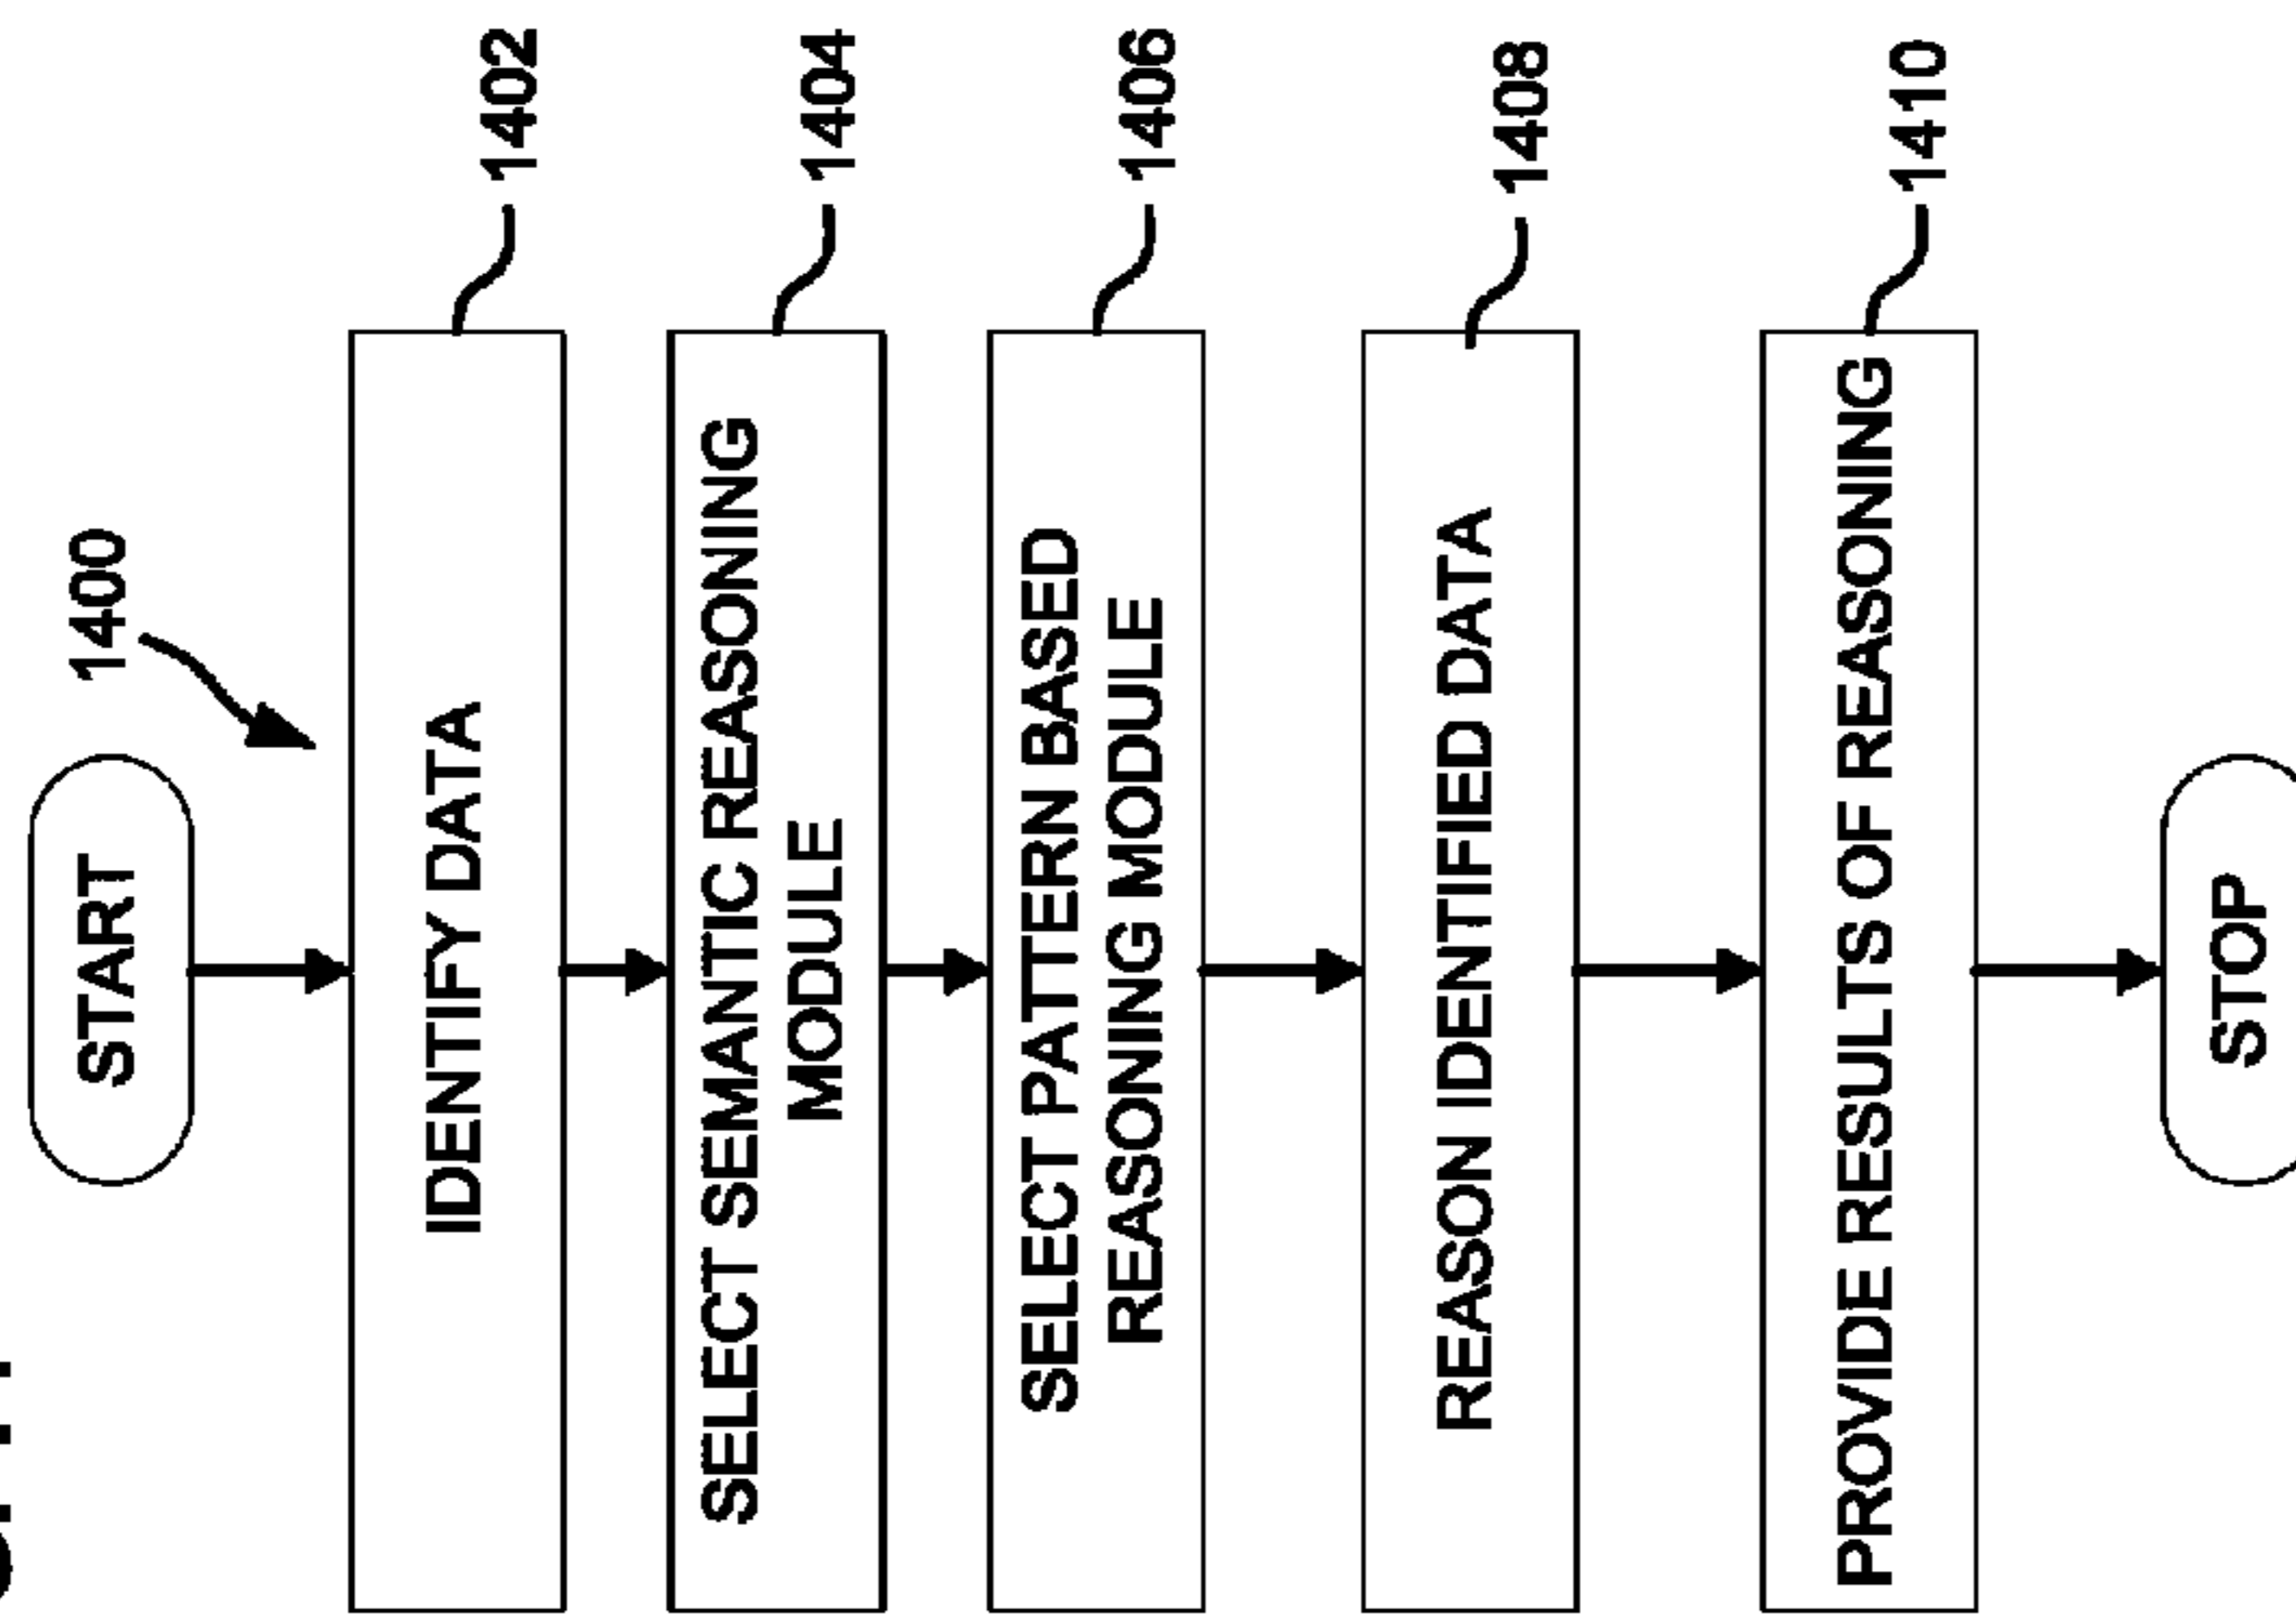 1400
START
IDENTIFY DATA
1402
SELECT SEMANTIC REASONING
MODULE
1404
SELECT PATTERN BASED
REASONING MODULE
1406
REASON IDENTIFIED DATA
1408
PROVIDE RESULTS OF REASONING
1410
STOP